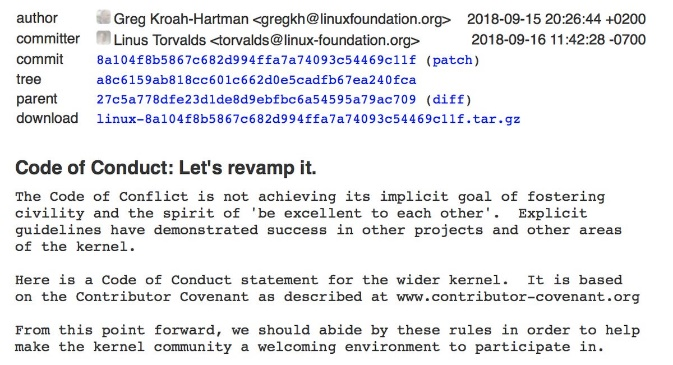 author Greg Kroah-Hartman <gregkh@linuxfoundation.org> 2018-09-15 20:26:44 +0200
committer Linus Torvalds <torvalds@linux-foundation.org> 2018-09-16 11:42:28 -0700
commit 8a104f8b5867c682d994ffa7a74093c54469c11f (patch)
tree a8c6159ab818cc601c662d0e5cadfb67ea240fca
parent 27c5a778dfe23d1de8d9ebfbc6a54595a79ac709 (diff)
download linux-8a104f8b5867c682d994ffa7a74093c54469c11f.tar.gz
Code of Conduct: Let's revamp it.
The Code of Conflict is not achieving its implicit goal of fostering
civility and the spirit of 'be excellent to each other'. Explicit
guidelines have demonstrated success in other projects and other areas
of the kernel.
Here is a Code of Conduct statement for the wider kernel. It is based
on the Contributor Covenant as described at www.contributor-covenant.org
From this point forward, we should abide by these rules in order to help
make the kernel community a welcoming environment to participate in.